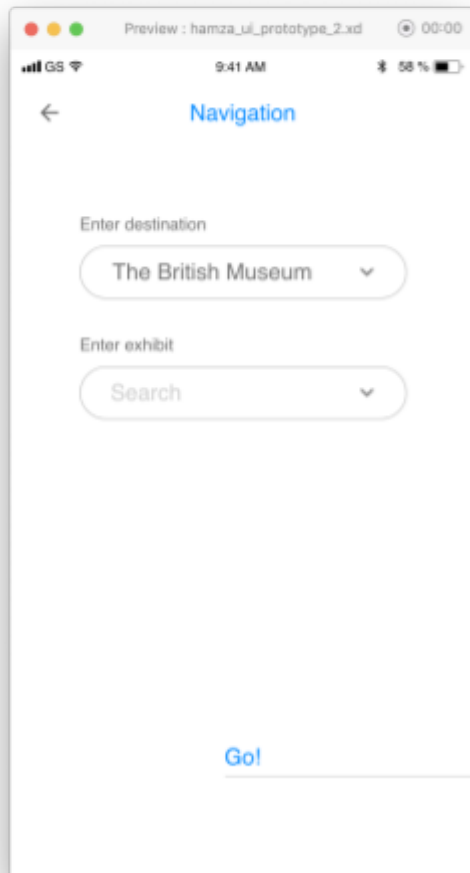 Preview : hamza_ui_prototype_2.xd 00:00
GS 9:41 AM 58 %
Navigation
Enter destination
The British Museum
Enter exhibit
Search
Go!